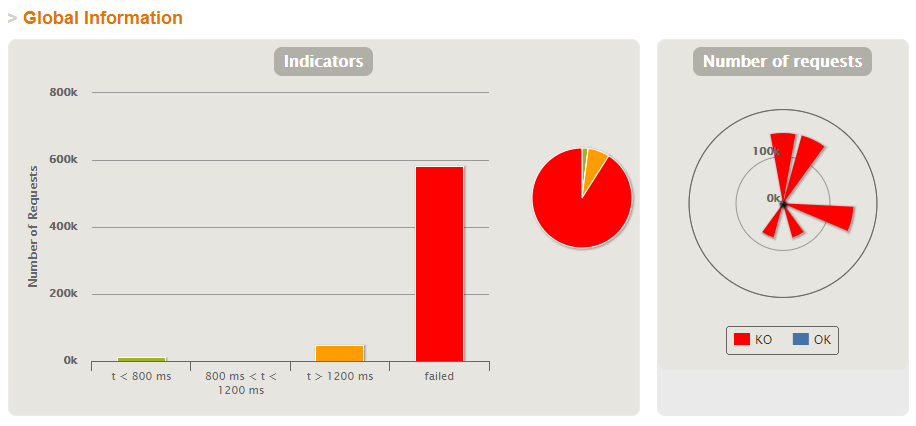 > Global Information
Indicators
Number of Requests
800k
600k
400k
200k
0k
t < 800 ms
800 ms < t <
1200 ms
t > 1200 ms
failed
Number of requests
100k
0k
KO
OK